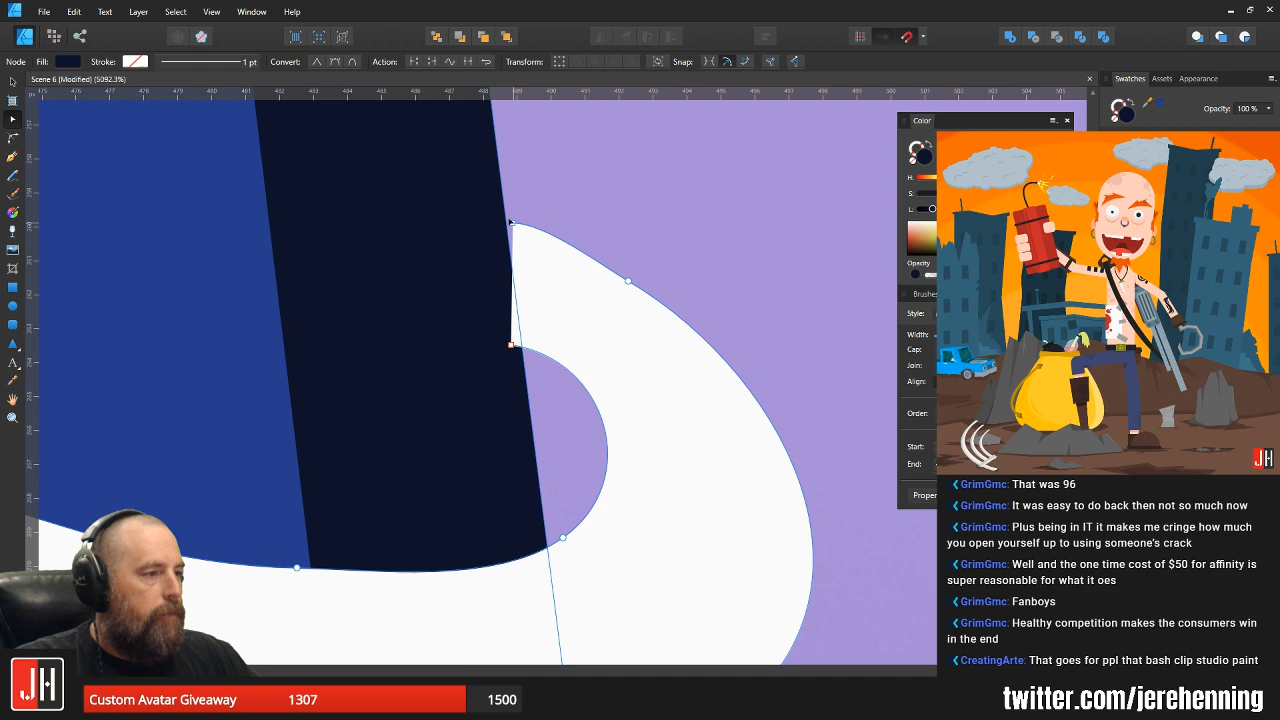 File Edit Text Layer Select View Window Help
Node Fill: Stroke: 1 pt Convert: Action: Transform: Snap:
Scene 6 [Modified] (5092.3%)
Swatches Assets Appearance
Opacity: 100 %
Color
H:
S:
L:
Opacity
Brushes
Style:
Width:
Cap:
Join:
Align:
Order:
Start:
End:
Proper
JH
GrimGmc: That was 96
GrimGmc: It was easy to do back then not so much now
GrimGmc: Plus being in IT it makes me cringe how much
you open yourself up to using someone's crack
GrimGmc: Well and the one time cost of $50 for affinity is
super reasonable for what it oes
GrimGmc: Fanboys
GrimGmc: Healthy competition makes the consumers win
in the end
CreatingArte: That goes for ppl that bash clip studio paint
JH
Custom Avatar Giveaway 1307 1500
twitter.com/jerehenning